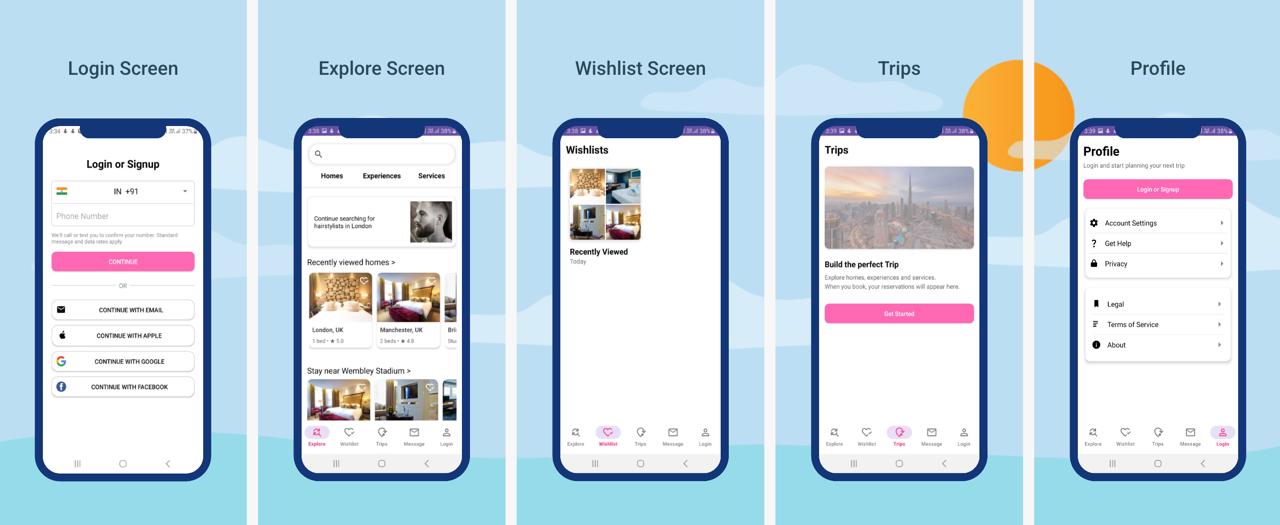 Login Screen
3:34
37%
Login or Signup
IN +91
Phone Number
We'll call or text you to confirm your number. Standard
message and data rates apply.
CONTINUE
OR
CONTINUE WITH EMAIL
CONTINUE WITH APPLE
CONTINUE WITH GOOGLE
CONTINUE WITH FACEBOOK
Explore Screen
3:38
38%
Homes Experiences Services
Continue searching for
hairstylists in London
Recently viewed homes >
London, UK
1 bed • ★ 5.0
Manchester, UK
2 beds • ★ 4.8
Bri
Stu
Stay near Wembley Stadium >
Explore Wishlist Trips Message Login
Wishlist Screen
3:38
38%
Wishlists
Recently Viewed
Today
Explore Wishlist Trips Message Login
Trips
3:39
38%
Trips
Build the perfect Trip
Explore homes, experiences and services.
When you book, your reservations will appear here.
Get Started
Explore Wishlist Trips Message Login
Profile
3:39
38%
Profile
Login and start planning your next trip
Login or Signup
Account Settings
Get Help
Privacy
Legal
Terms of Service
About
Explore Wishlist Trips Message Login